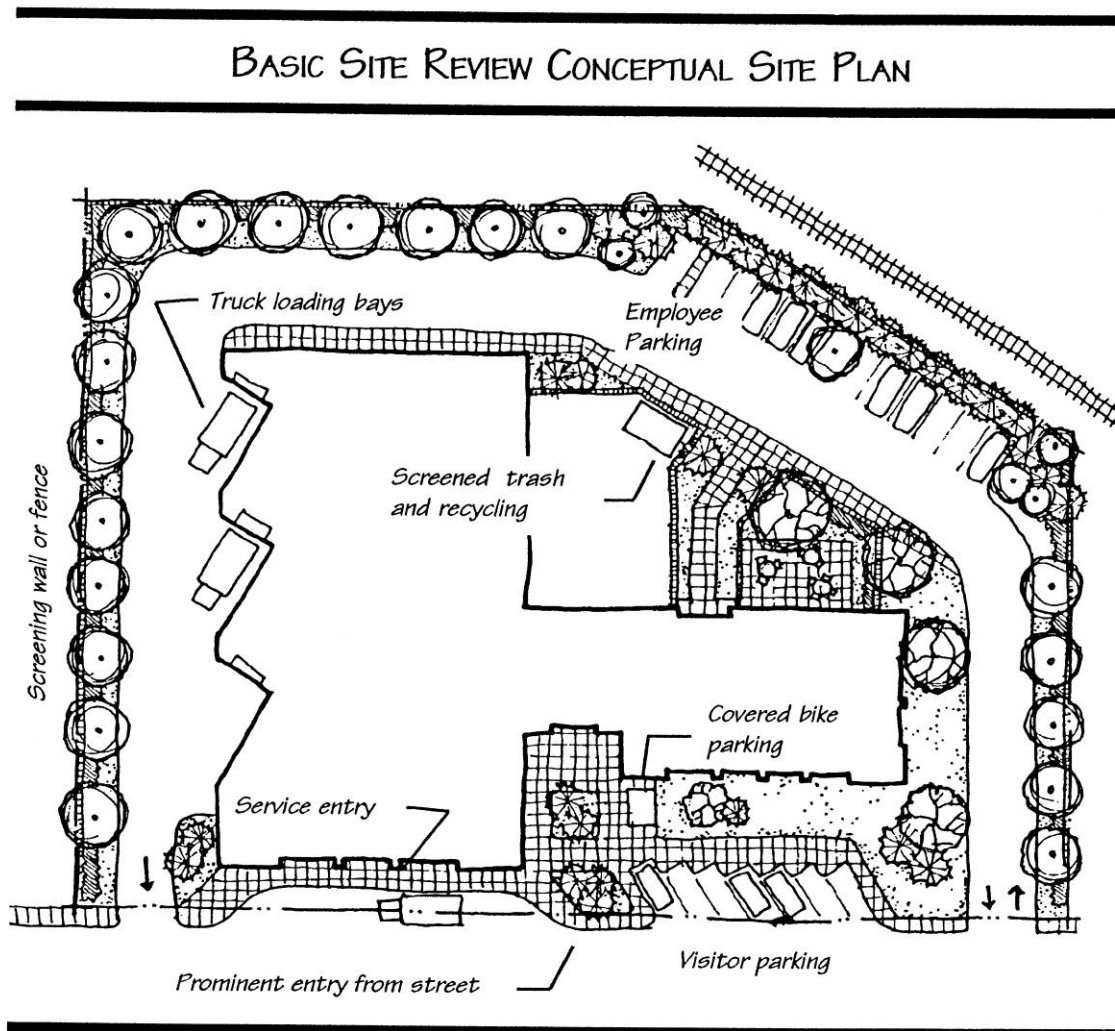 BASIC SITE REVIEW CONCEPTUAL SITE PLAN
Truck loading bays
Employee
Parking
Screened trash
and recycling
Screening wall or fence
Covered bike
parking
Service entry
Visitor parking
Prominent entry from street